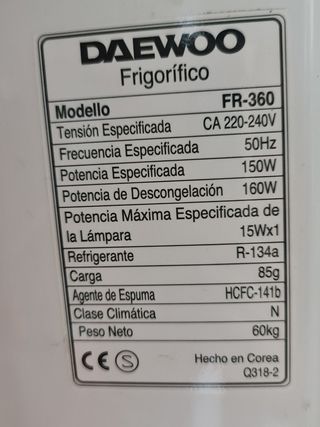 DAEWOO
Frigorífico
Modello FR-360
Tensión Especificada CA 220-240V
Frecuencia Especificada 50Hz
Potencia Especificada 150W
Potencia de Descongelación 160W
Potencia Máxima Especificada de
la Lámpara 15Wx1
Refrigerante R-134a
Carga 85g
Agente de Espuma HCFC-141b
Clase Climática N
Peso Neto 60kg
CE S Hecho en Corea
Q318-2